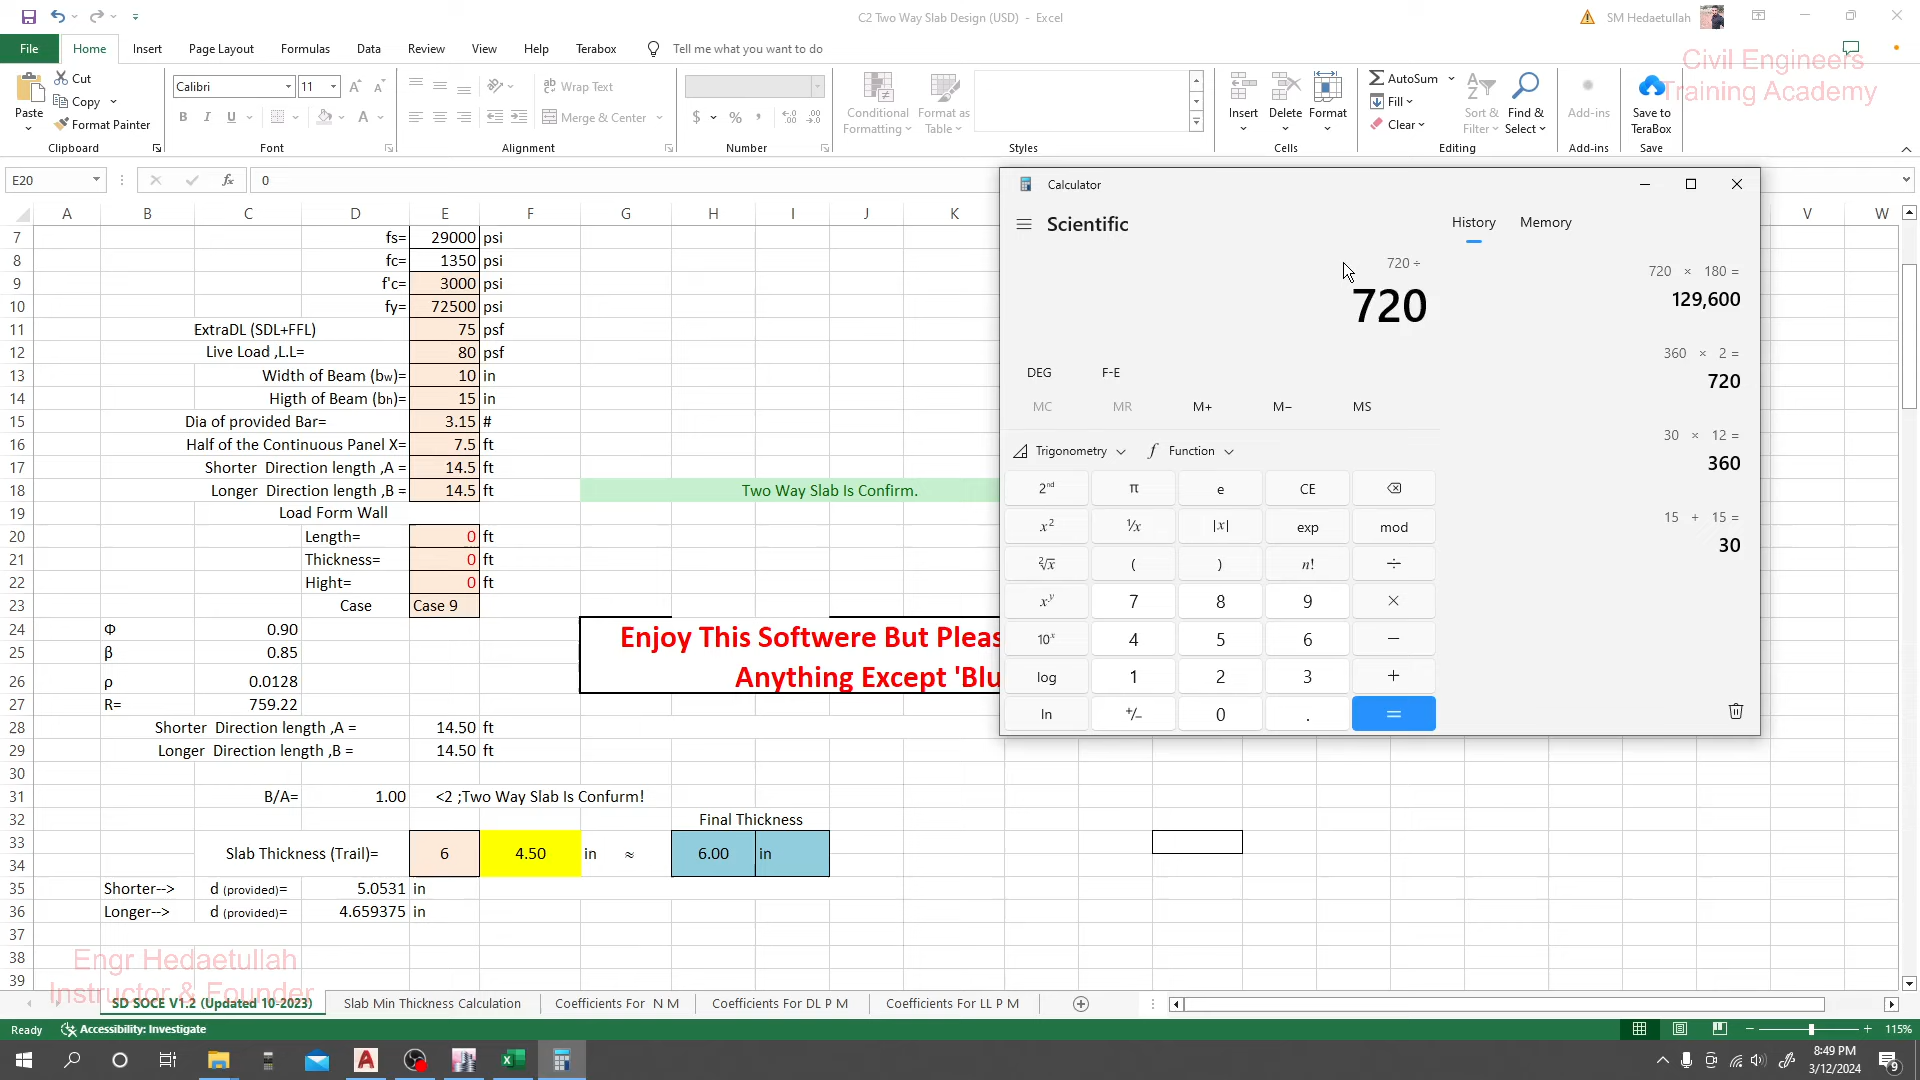 C2 Two Way Slab Design (USD) - Excel
SM Hedaetullah
File Home Insert Page Layout Formulas Data Review View Help Terabox Tell me what you want to do
Civil Engineers
Training Academy
Paste
Cut
Copy
Format Painter
Calibri 11
Wrap Text
Merge & Center
Conditional Formatting
Format as Table
Insert Delete Format
AutoSum
Fill
Clear
Sort & Filter
Find & Select
Add-ins
Save to TeraBox
Clipboard Font Alignment Number Styles Cells Editing Add-ins Save
E20 fx 0
A B C D E F G H I J K V W
7 fs= 29000 psi
8 fc= 1350 psi
9 f'c= 3000 psi
10 fy= 72500 psi
11 ExtraDL (SDL+FFL) 75 psf
12 Live Load ,L.L= 80 psf
13 Width of Beam (bw)= 10 in
14 Higth of Beam (bh)= 15 in
15 Dia of provided Bar= 3.15 #
16 Half of the Continuous Panel X= 7.5 ft
17 Shorter Direction length ,A = 14.5 ft
18 Longer Direction length ,B = 14.5 ft Two Way Slab Is Confirm.
19 Load Form Wall
20 Length= 0 ft
21 Thickness= 0 ft
22 Hight= 0 ft
23 Case Case 9
24 Φ 0.90
25 β 0.85
26 ρ 0.0128
27 R= 759.22
Enjoy This Softwere But Pleas
Anything Except 'Blu
28 Shorter Direction length ,A = 14.50 ft
29 Longer Direction length ,B = 14.50 ft
30
31 B/A= 1.00 <2 ;Two Way Slab Is Confurm!
32 Final Thickness
33
34
Slab Thickness (Trail)= 6 4.50 in ≈ 6.00 in
35 Shorter--> d (provided)= 5.0531 in
36 Longer--> d (provided)= 4.659375 in
37
38
39
Calculator
Scientific
History Memory
720 ÷
720
720 × 180 =
129,600
360 × 2 =
720
30 × 12 =
360
15 + 15 =
30
DEG F-E
MC MR M+ M− MS
Trigonometry Function
2nd π e CE
x² ¹/x |x| exp mod
²√x ( ) n! ÷
xʸ 7 8 9 ×
10ˣ 4 5 6 −
log 1 2 3 +
ln +/− 0 . =
Engr Hedaetullah
Instructor & Founder
SD SOCE V1.2 (Updated 10-2023) Slab Min Thickness Calculation Coefficients For N M Coefficients For DL P M Coefficients For LL P M
Ready Accessibility: Investigate 115%
8:49 PM
3/12/2024
9